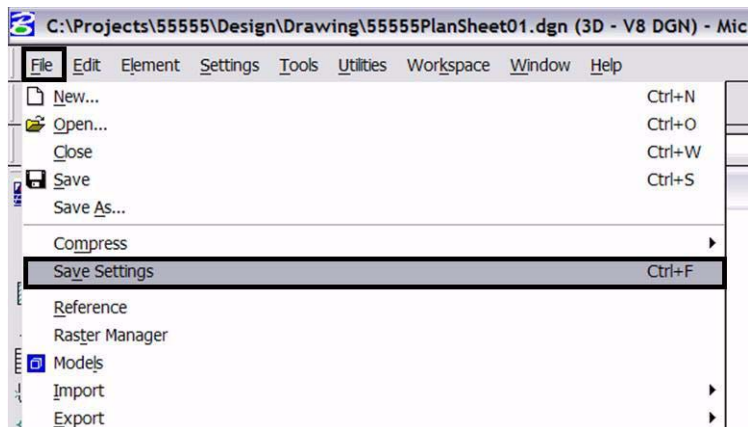 C:\Projects\55555\Design\Drawing\55555PlanSheet01.dgn (3D - V8 DGN) - Mic
File Edit Element Settings Tools Utilities Workspace Window Help
New... Ctrl+N
Open... Ctrl+O
Close Ctrl+W
Save Ctrl+S
Save As...
Compress
Save Settings Ctrl+F
Reference
Raster Manager
Models
Import
Export